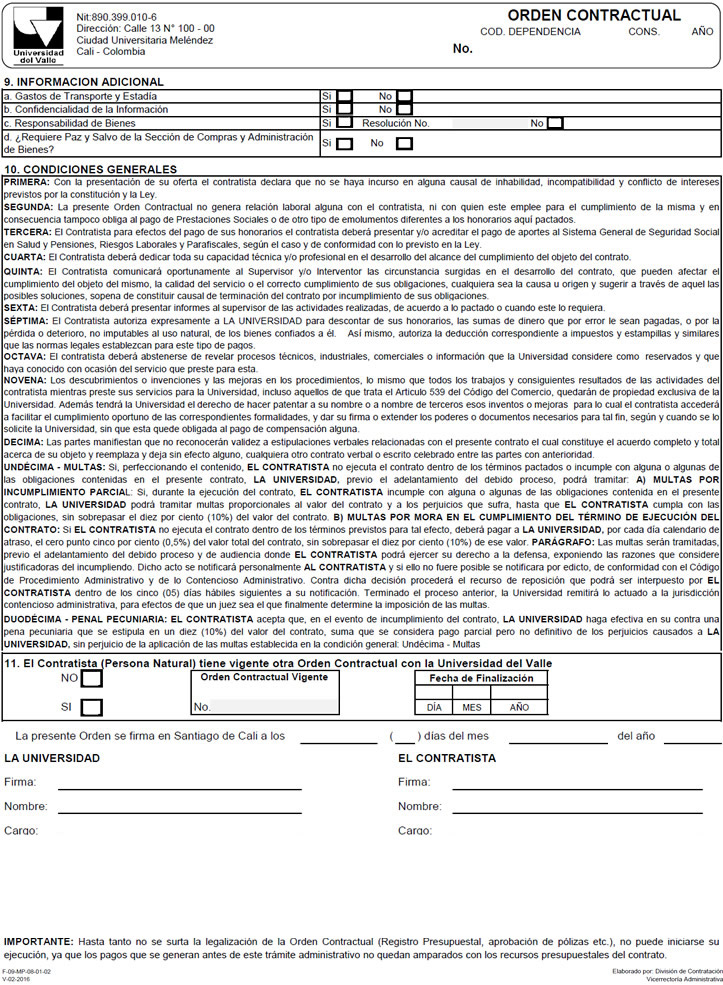 Universidad
del Valle
Nit:890.399.010-6
Dirección: Calle 13 N° 100 - 00
Ciudad Universitaria Meléndez
Cali - Colombia
ORDEN CONTRACTUAL
COD. DEPENDENCIA CONS. AÑO
No.
9. INFORMACION ADICIONAL
a. Gastos de Transporte y Estadía Si No
b. Confidencialidad de la Información Si No
c. Responsabilidad de Bienes Si Resolución No. No
d. ¿Requiere Paz y Salvo de la Sección de Compras y Administración
de Bienes? Si No
10. CONDICIONES GENERALES
PRIMERA: Con la presentación de su oferta el contratista declara que no se haya incurso en alguna causal de inhabilidad, incompatibilidad y conflicto de intereses
previstos por la constitución y la Ley.
SEGUNDA: La presente Orden Contractual no genera relación laboral alguna con el contratista, ni con quien este emplee para el cumplimiento de la misma y en
consecuencia tampoco obliga al pago de Prestaciones Sociales o de otro tipo de emolumentos diferentes a los honorarios aquí pactados.
TERCERA: El Contratista para efectos del pago de sus honorarios el contratista deberá presentar y/o acreditar el pago de aportes al Sistema General de Seguridad Social
en Salud y Pensiones, Riesgos Laborales y Parafiscales, según el caso y de conformidad con lo previsto en la Ley.
CUARTA: El Contratista deberá dedicar toda su capacidad técnica y/o profesional en el desarrollo del alcance del cumplimiento del objeto del contrato.
QUINTA: El Contratista comunicará oportunamente al Supervisor y/o Interventor las circunstancia surgidas en el desarrollo del contrato, que pueden afectar el
cumplimiento del objeto del mismo, la calidad del servicio o el correcto cumplimiento de sus obligaciones, cualquiera sea la causa u origen y sugerir a través de aquel las
posibles soluciones, sopena de constituir causal de terminación del contrato por incumplimiento de sus obligaciones.
SEXTA: El Contratista deberá presentar informes al supervisor de las actividades realizadas, de acuerdo a lo pactado o cuando este lo requiera.
SÉPTIMA: El Contratista autoriza expresamente a LA UNIVERSIDAD para descontar de sus honorarios, las sumas de dinero que por error le sean pagadas, o por la
pérdida o deterioro, no imputables al uso natural, de los bienes confiados a él. Así mismo, autoriza la deducción correspondiente a impuestos y estampillas y similares
que las normas legales establezcan para este tipo de pagos.
OCTAVA: El contratista deberá abstenerse de revelar procesos técnicos, industriales, comerciales o información que la Universidad considere como reservados y que
haya conocido con ocasión del servicio que preste para esta.
NOVENA: Los descubrimientos o invenciones y las mejoras en los procedimientos, lo mismo que todos los trabajos y consiguientes resultados de las actividades del
contratista mientras preste sus servicios para la Universidad, incluso aquellos de que trata el Articulo 539 del Código del Comercio, quedarán de propiedad exclusiva de la
Universidad. Además tendrá la Universidad el derecho de hacer patentar a su nombre o a nombre de terceros esos inventos o mejoras para lo cual el contratista accederá
a facilitar el cumplimiento oportuno de las correspondientes formalidades, y dar su firma o extender los poderes o documentos necesarios para tal fin, según y cuando se lo
solicite la Universidad, sin que esta quede obligada al pago de compensación alguna.
DECIMA: Las partes manifiestan que no reconocerán validez a estipulaciones verbales relacionadas con el presente contrato el cual constituye el acuerdo completo y total
acerca de su objeto y reemplaza y deja sin efecto alguno, cualquiera otro contrato verbal o escrito celebrado entre las partes con anterioridad.
UNDÉCIMA - MULTAS: Si, perfeccionando el contenido, EL CONTRATISTA no ejecuta el contrato dentro de los términos pactados o incumple con alguna o algunas de
las obligaciones contenidas en el presente contrato, LA UNIVERSIDAD, previo el adelantamiento del debido proceso, podrá tramitar: A) MULTAS POR
INCUMPLIMIENTO PARCIAL: Si, durante la ejecución del contrato, EL CONTRATISTA incumple con alguna o algunas de las obligaciones contenida en el presente
contrato, LA UNIVERSIDAD podrá tramitar multas proporcionales al valor del contrato y a los perjuicios que sufra, hasta que EL CONTRATISTA cumpla con las
obligaciones, sin sobrepasar el diez por ciento (10%) del valor del contrato. B) MULTAS POR MORA EN EL CUMPLIMIENTO DEL TÉRMINO DE EJECUCIÓN DEL
CONTRATO: Si EL CONTRATISTA no ejecuta el contrato dentro de los términos previstos para tal efecto, deberá pagar a LA UNIVERSIDAD, por cada día calendario de
atraso, el cero punto cinco por ciento (0,5%) del valor total del contrato, sin sobrepasar el diez por ciento (10%) de ese valor. PARÁGRAFO: Las multas serán tramitadas,
previo el adelantamiento del debido proceso y de audiencia donde EL CONTRATISTA podrá ejercer su derecho a la defensa, exponiendo las razones que considere
justificadoras del incumpliendo. Dicho acto se notificará personalmente AL CONTRATISTA y si ello no fuere posible se notificara por edicto, de conformidad con el Código
de Procedimiento Administrativo y de lo Contencioso Administrativo. Contra dicha decisión procederá el recurso de reposición que podrá ser interpuesto por EL
CONTRATISTA dentro de los cinco (05) días hábiles siguientes a su notificación. Terminado el proceso anterior, la Universidad remitirá lo actuado a la jurisdicción
contencioso administrativa, para efectos de que un juez sea el que finalmente determine la imposición de las multas.
DUODÉCIMA - PENAL PECUNIARIA: EL CONTRATISTA acepta que, en el evento de incumplimiento del contrato, LA UNIVERSIDAD haga efectiva en su contra una
pena pecuniaria que se estipula en un diez (10%) del valor del contrato, suma que se considera pago parcial pero no definitivo de los perjuicios causados a LA
UNIVERSIDAD, sin perjuicio de la aplicación de las multas establecida en la condición general: Undécima - Multas
11. El Contratista (Persona Natural) tiene vigente otra Orden Contractual con la Universidad del Valle
NO Orden Contractual Vigente Fecha de Finalización
SI No. DÍA MES AÑO
La presente Orden se firma en Santiago de Cali a los ( ) días del mes del año
LA UNIVERSIDAD EL CONTRATISTA
Firma: Firma:
Nombre: Nombre:
Cargo: Cargo:
IMPORTANTE: Hasta tanto no se surta la legalización de la Orden Contractual (Registro Presupuestal, aprobación de pólizas etc.), no puede iniciarse su
ejecución, ya que los pagos que se generan antes de este trámite administrativo no quedan amparados con los recursos presupuestales del contrato.
F-09-MP-08-01-02 Elaborado por: División de Contratación
V-02-2016 Vicerrectoría Administrativa